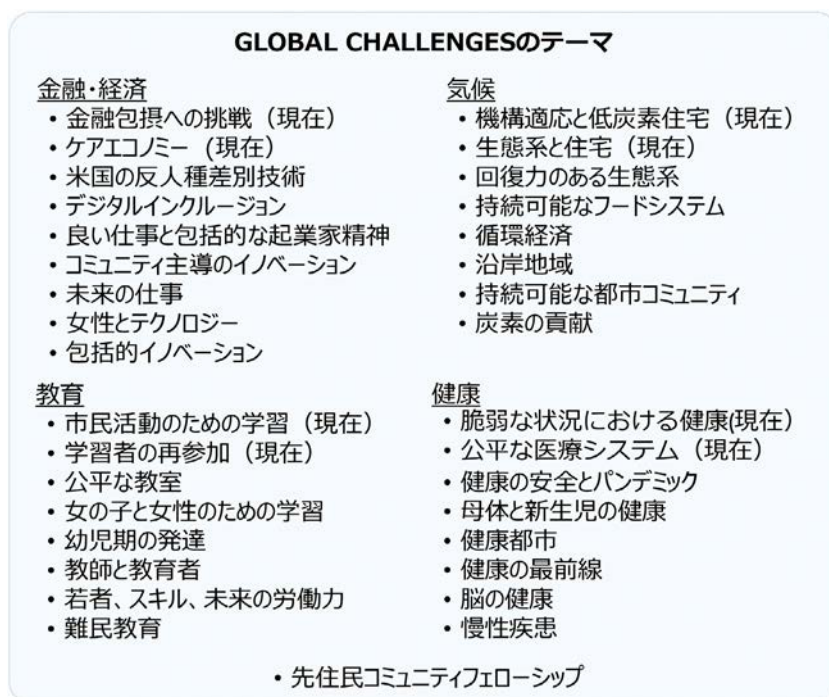 GLOBAL CHALLENGESのテーマ
金融・経済
・金融包摂への挑戦（現在）
・ケアエコノミー（現在）
・米国の反人種差別技術
・デジタルインクルージョン
・良い仕事と包括的な起業家精神
・コミュニティ主導のイノベーション
・未来の仕事
・女性とテクノロジー
・包括的イノベーション
気候
・機構適応と低炭素住宅（現在）
・生態系と住宅（現在）
・回復力のある生態系
・持続可能なフードシステム
・循環経済
・沿岸地域
・持続可能な都市コミュニティ
・炭素の貢献
教育
・市民活動のための学習（現在）
・学習者の再参加（現在）
・公平な教室
・女の子と女性のための学習
・幼児期の発達
・教師と教育者
・若者、スキル、未来の労働力
・難民教育
健康
・脆弱な状況における健康(現在）
・公平な医療システム（現在）
・健康の安全とパンデミック
・母体と新生児の健康
・健康都市
・健康の最前線
・脳の健康
・慢性疾患
・先住民コミュニティフェローシップ